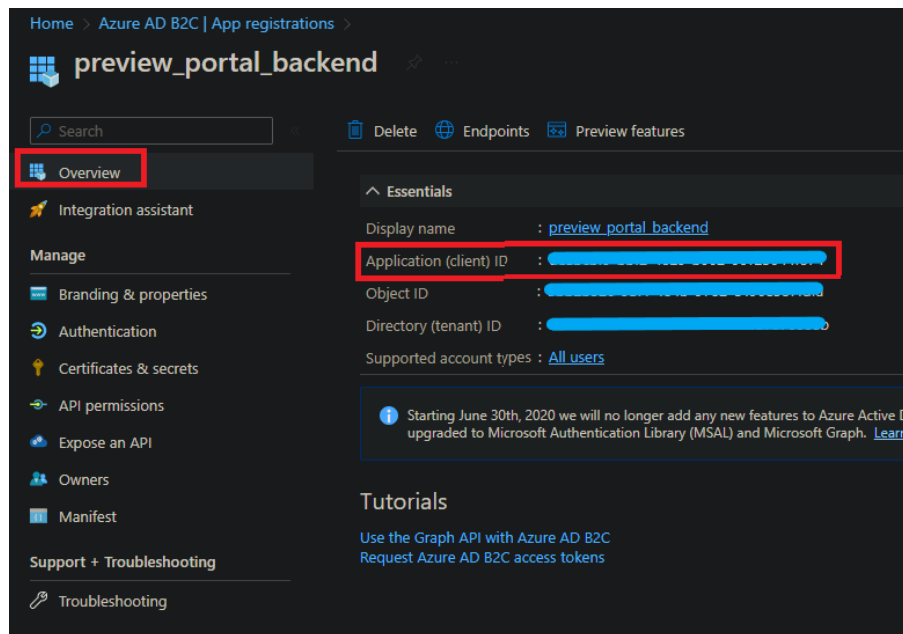 Home > Azure AD B2C | App registrations >
preview_portal_backend
Search
Delete Endpoints Preview features
Overview
Integration assistant
Manage
Branding & properties
Authentication
Certificates & secrets
API permissions
Expose an API
Owners
Manifest
Support + Troubleshooting
Troubleshooting
Essentials
Display name : preview_portal_backend
Application (client) ID :
Object ID :
Directory (tenant) ID :
Supported account types : All users
Starting June 30th, 2020 we will no longer add any new features to Azure Active
upgraded to Microsoft Authentication Library (MSAL) and Microsoft Graph. Learn
Tutorials
Use the Graph API with Azure AD B2C
Request Azure AD B2C access tokens